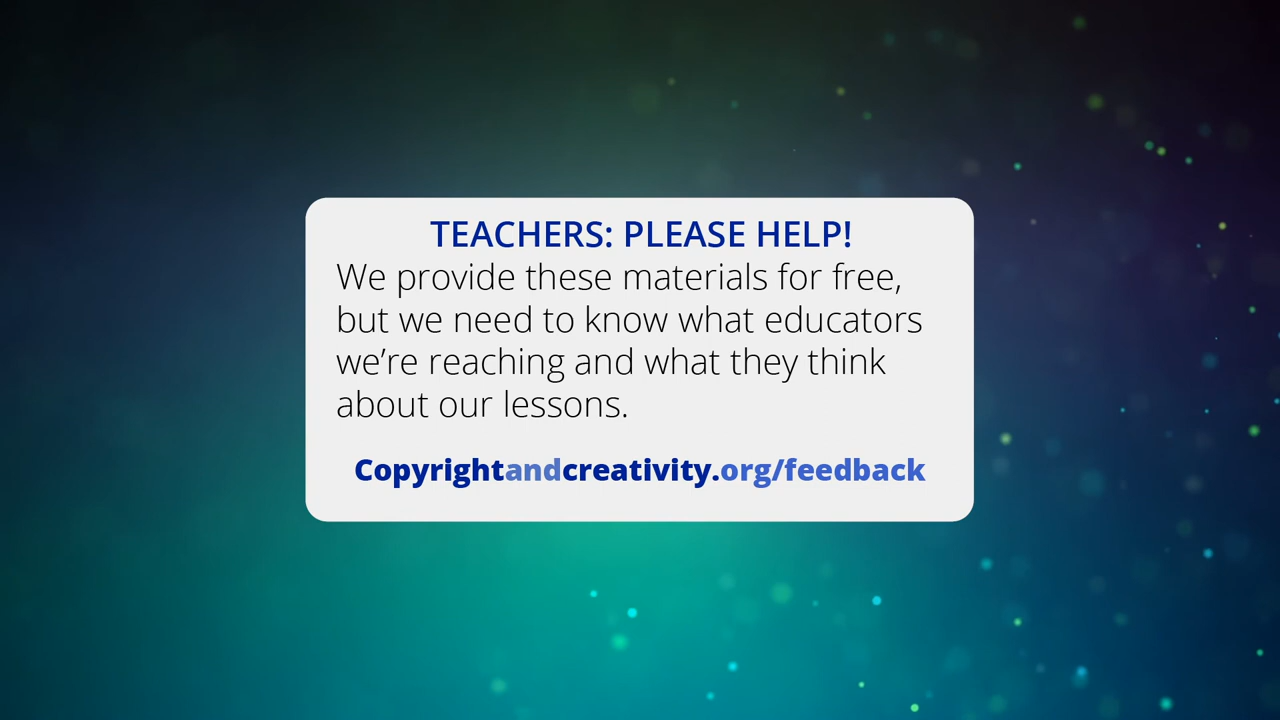 TEACHERS: PLEASE HELP!
We provide these materials for free,
but we need to know what educators
we’re reaching and what they think
about our lessons.
Copyrightandcreativity.org/feedback